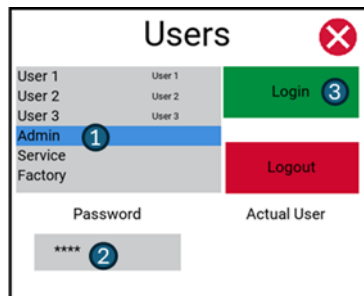 Users
User 1 User 1
User 2 User 2
User 3 User 3
Admin 1
Service
Factory
Login 3
Logout
Password Actual User
**** 2